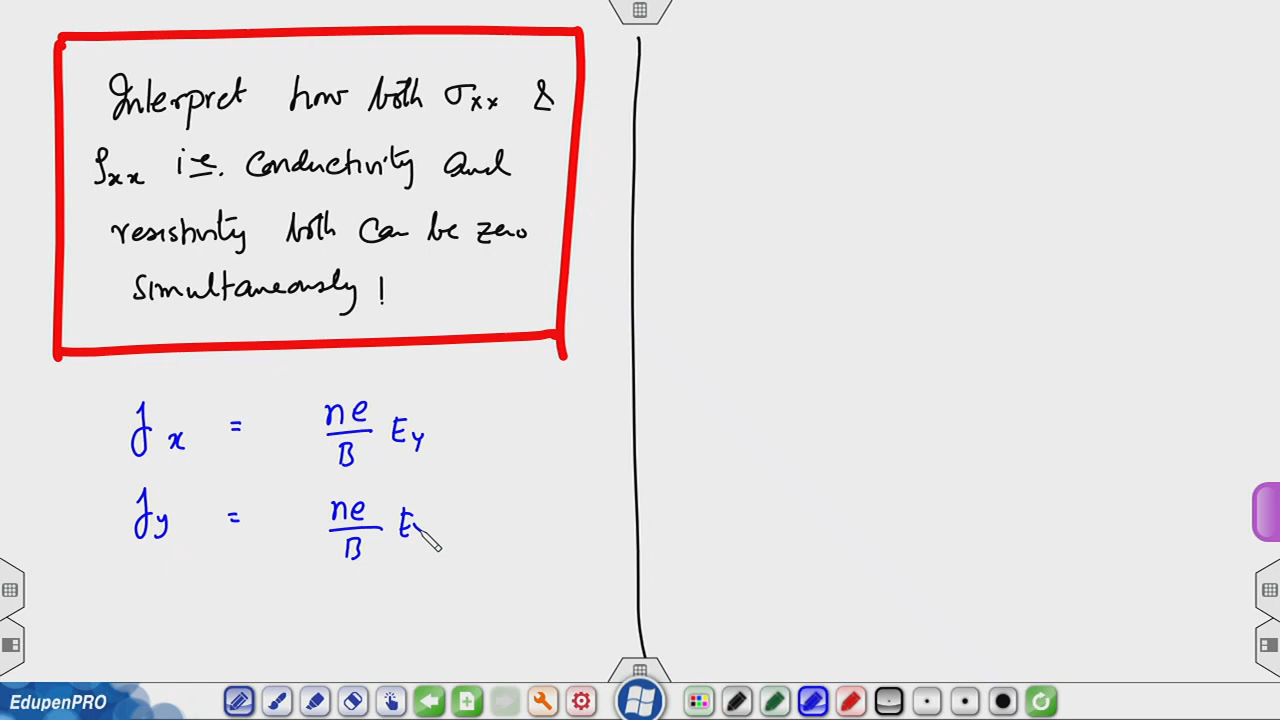 Interpret how both σxx &
ρxx i.e. conductivity and
resistivity both can be zero
simultaneously !
Jx = ne/B Ey
Jy = ne/B E
EdupenPRO